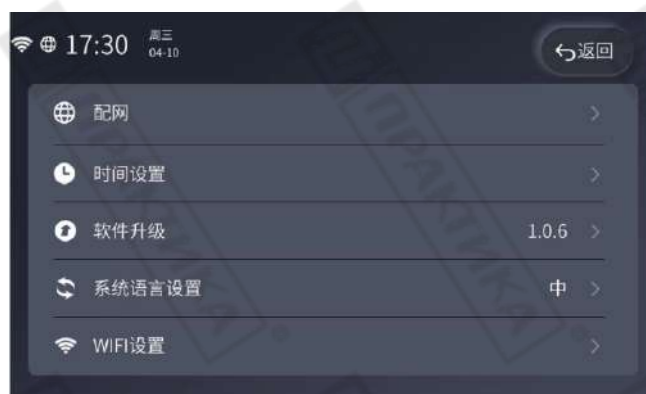 17:30 周三
04-10
返回
配网
时间设置
软件升级 1.0.6
系统语言设置 中
WIFI设置
ПРАКТИКА